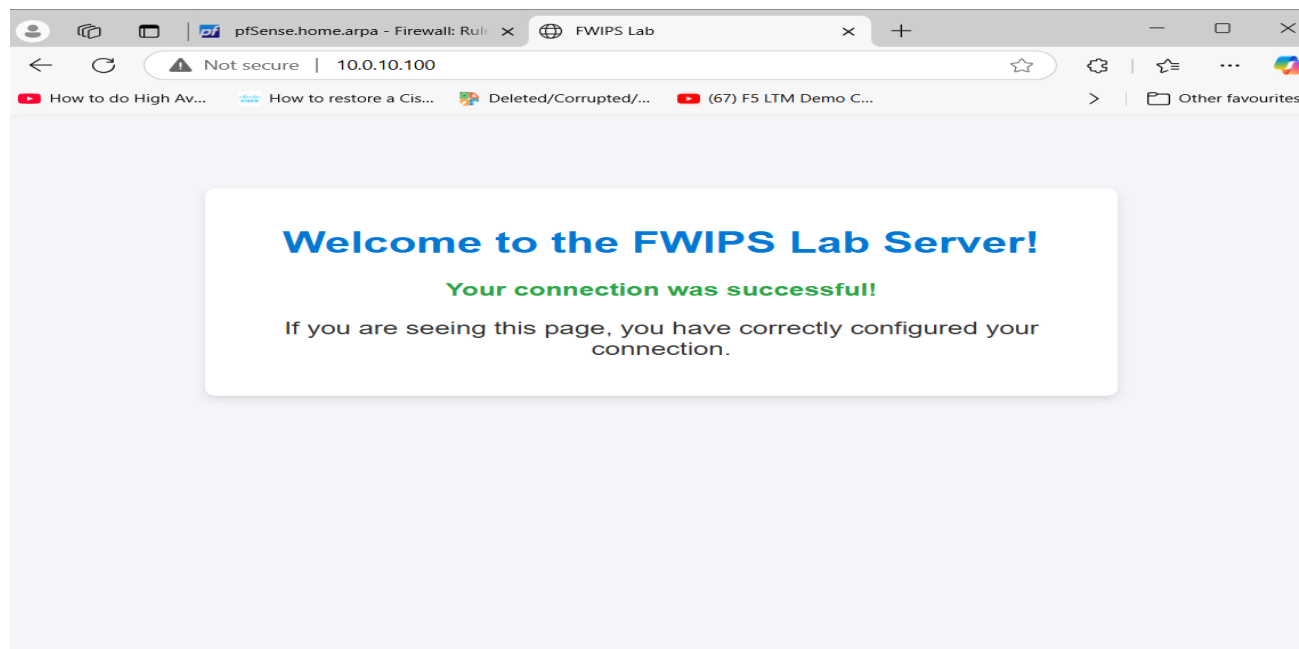 pfSense.home.arpa - Firewall: Rul
FWIPS Lab
Not secure | 10.0.10.100
How to do High Av... How to restore a Cis... Deleted/Corrupted/... (67) F5 LTM Demo C... Other favourites
Welcome to the FWIPS Lab Server!
Your connection was successful!
If you are seeing this page, you have correctly configured your
connection.